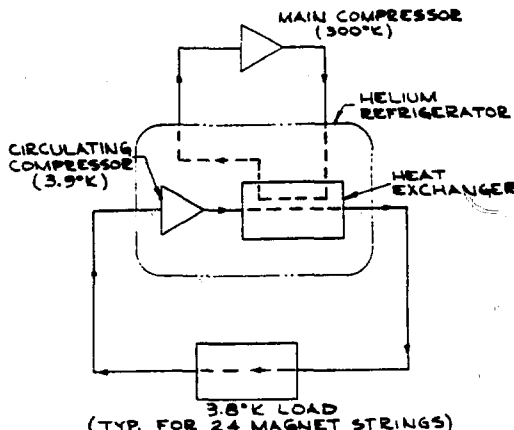 MAIN COMPRESSOR
(300°K)
HELIUM
REFRIGERATOR
CIRCULATING
COMPRESSOR
(3.9°K)
HEAT
EXCHANGER
3.8°K LOAD
(TYP. FOR 24 MAGNET STRINGS)